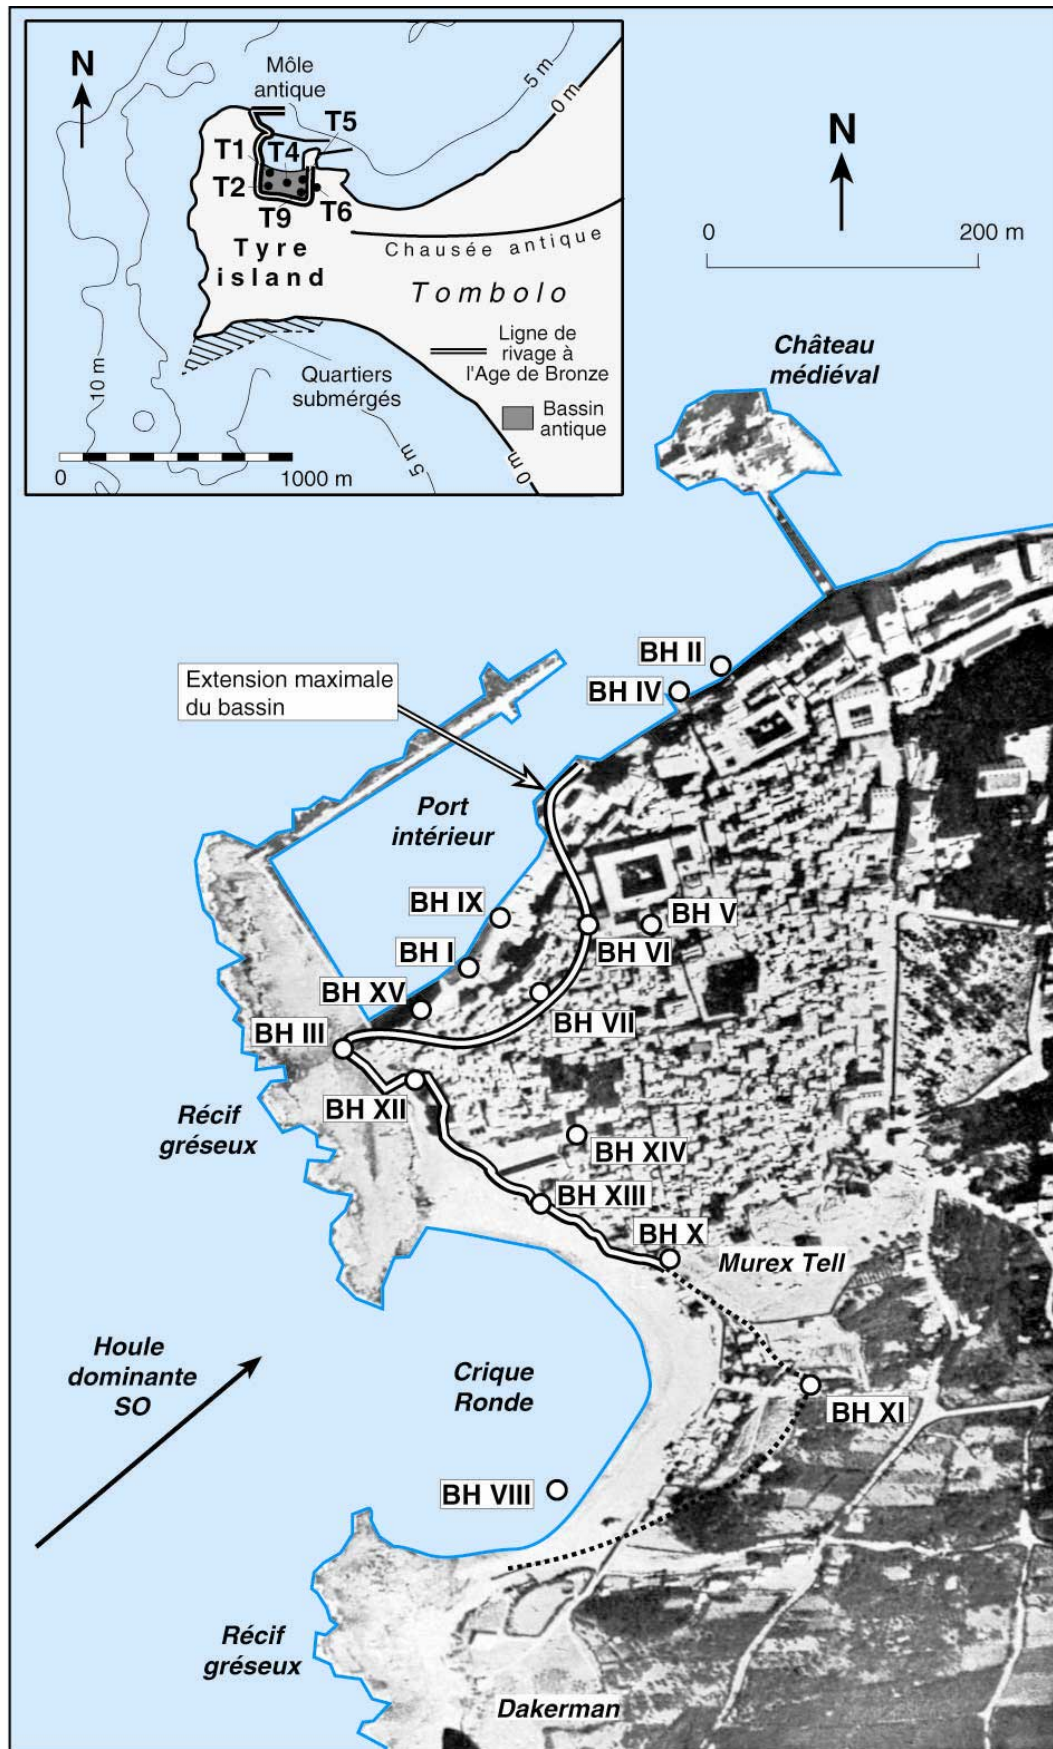 N
Môle
antique
5 m
0 m
T5
T1
T4
T2
T9
T6
Tyre
island
Chausée antique
Tombolo
Ligne de
rivage à
l'Age de Bronze
Bassin
antique
10 m
Quartiers
submérgés
5 m
0 m
0 1000 m
N
0 200 m
Château
médiéval
BH II
BH IV
Extension maximale
du bassin
Port
intérieur
BH IX
BH V
BH VI
BH I
BH XV
BH VII
BH III
BH XII
Récif
gréseux
BH XIV
BH XIII
BH X
Murex Tell
Houle
dominante
SO
Crique
Ronde
BH XI
BH VIII
Récif
gréseux
Dakerman